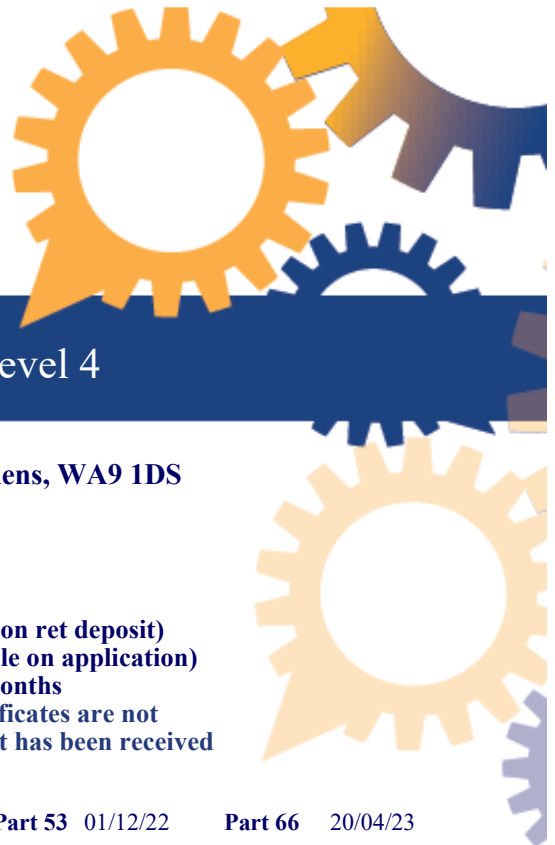 evel 4
ens, WA9 1DS
on ret deposit)
le on application)
onths
ficates are not
t has been received
Part 53 01/12/22 Part 66 20/04/23